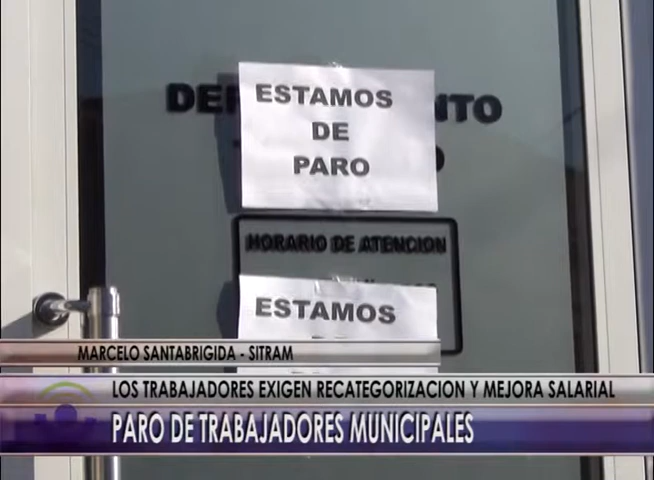 ESTAMOS
DE
PARO
HORARIO DE ATENCION
ESTAMOS
MARCELO SANTABRIGIDA - SITRAM
LOS TRABAJADORES EXIGEN RECATEGORIZACION Y MEJORA SALARIAL
PARO DE TRABAJADORES MUNICIPALES